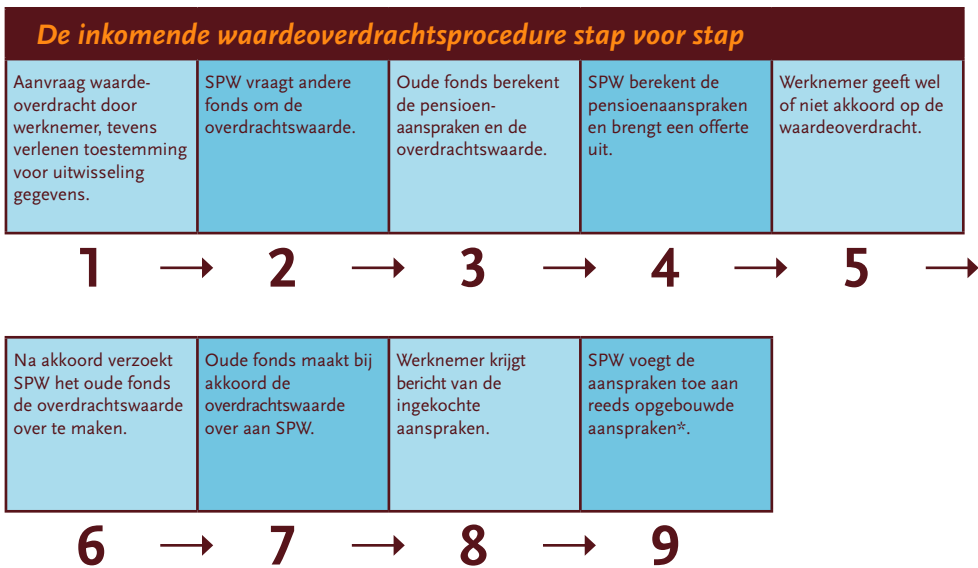 De inkomende waardeoverdrachtsprocedure stap voor stap
Aanvraag waarde-
overdracht door
werknemer, tevens
verlenen toestemming
voor uitwisseling
gegevens.
SPW vraagt andere
fonds om de
overdrachtswaarde.
Oude fonds berekent
de pensioen-
aanspraken en de
overdrachtswaarde.
SPW berekent de
pensioenaanspraken
en brengt een offerte
uit.
Werknemer geeft wel
of niet akkoord op de
waardeoverdracht.
1 → 2 → 3 → 4 → 5 →
Na akkoord verzoekt
SPW het oude fonds
de overdrachtswaarde
over te maken.
Oude fonds maakt bij
akkoord de
overdrachtswaarde
over aan SPW.
Werknemer krijgt
bericht van de
ingekochte
aanspraken.
SPW voegt de
aanspraken toe aan
reeds opgebouwde
aanspraken*.
6 → 7 → 8 → 9